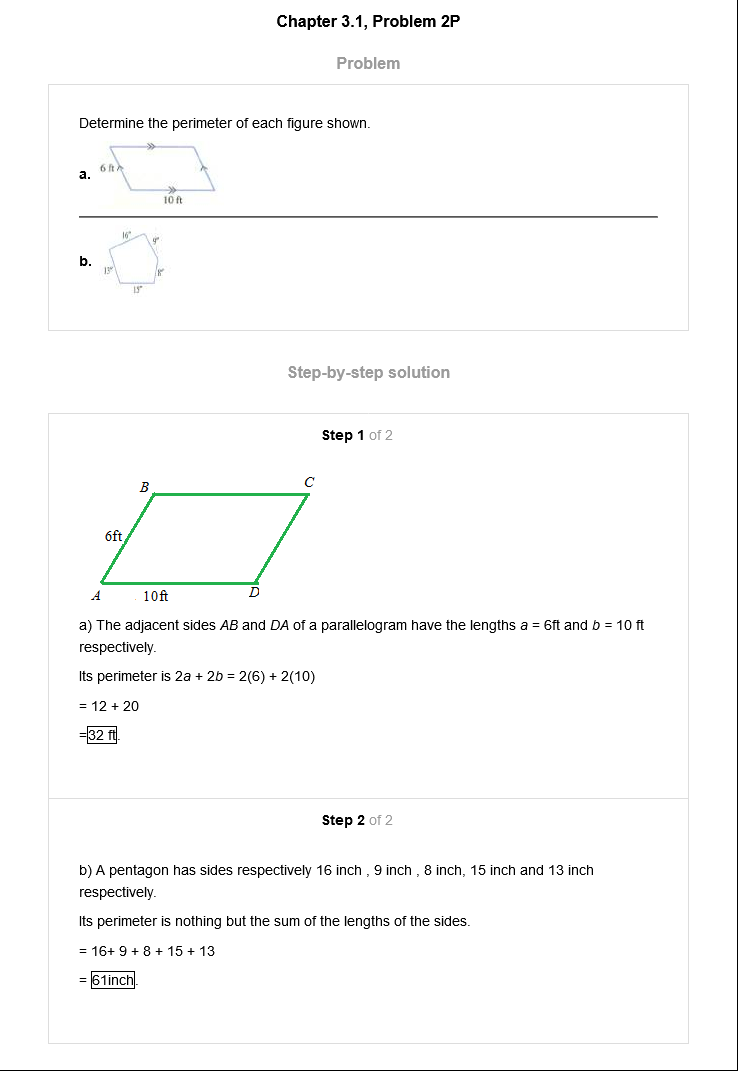 Chapter 3.1, Problem 2P
Problem
Determine the perimeter of each figure shown.
a.
6 ft
10 ft
b.
16"
9"
13"
8"
15"
Step-by-step solution
Step 1 of 2
B
C
6ft
A
10ft
D
a) The adjacent sides AB and DA of a parallelogram have the lengths a = 6ft and b = 10 ft
respectively.
Its perimeter is 2a + 2b = 2(6) + 2(10)
= 12 + 20
=32 ft.
Step 2 of 2
b) A pentagon has sides respectively 16 inch , 9 inch , 8 inch, 15 inch and 13 inch
respectively.
Its perimeter is nothing but the sum of the lengths of the sides.
= 16+ 9 + 8 + 15 + 13
= 61inch.